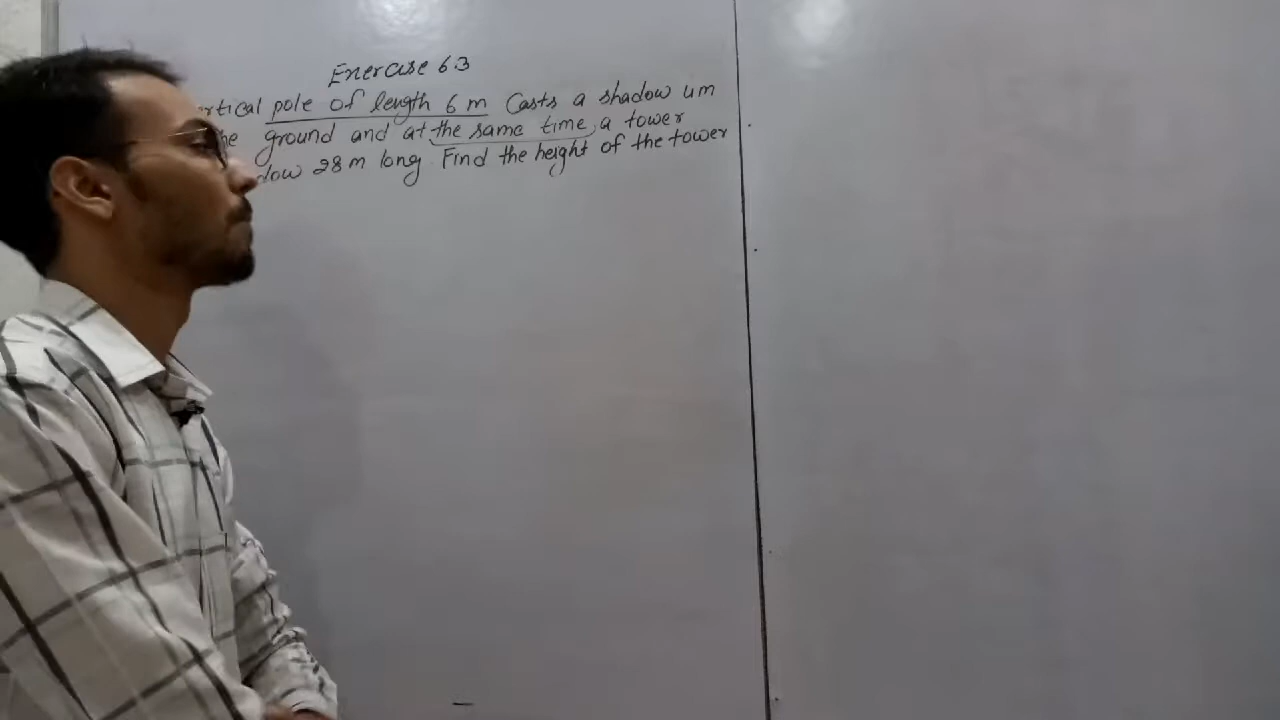 Exercise 6.3
rtical pole of length 6 m Casts a shadow 4m
he ground and at the same time, a tower
dow 28 m long. Find the height of the tower